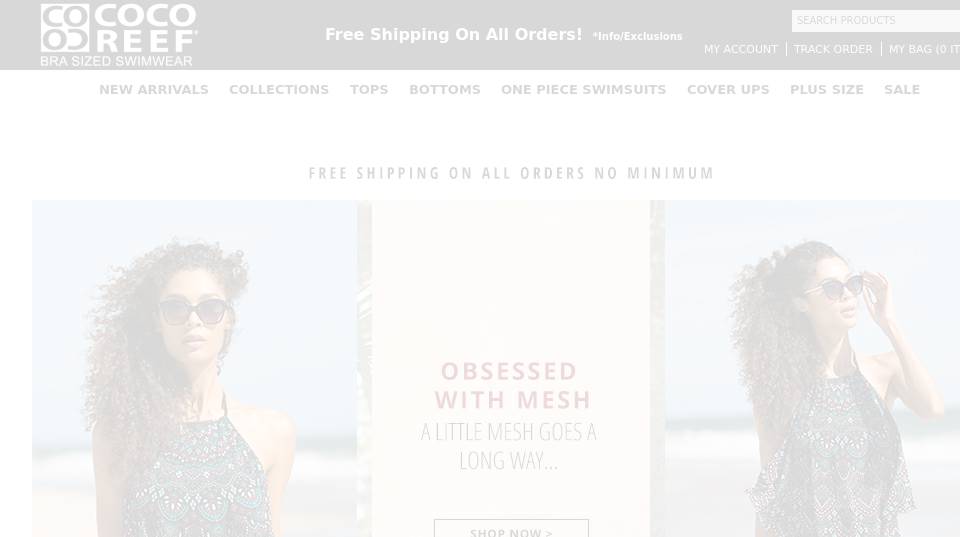 COCO
REEF®
BRA SIZED SWIMWEAR
Free Shipping On All Orders! *Info/Exclusions
SEARCH PRODUCTS
MY ACCOUNT
TRACK ORDER
MY BAG (0 IT
NEW ARRIVALS
COLLECTIONS
TOPS
BOTTOMS
ONE PIECE SWIMSUITS
COVER UPS
PLUS SIZE
SALE
FREE SHIPPING ON ALL ORDERS NO MINIMUM
OBSESSED
WITH MESH
A LITTLE MESH GOES A
LONG WAY...
SHOP NOW >